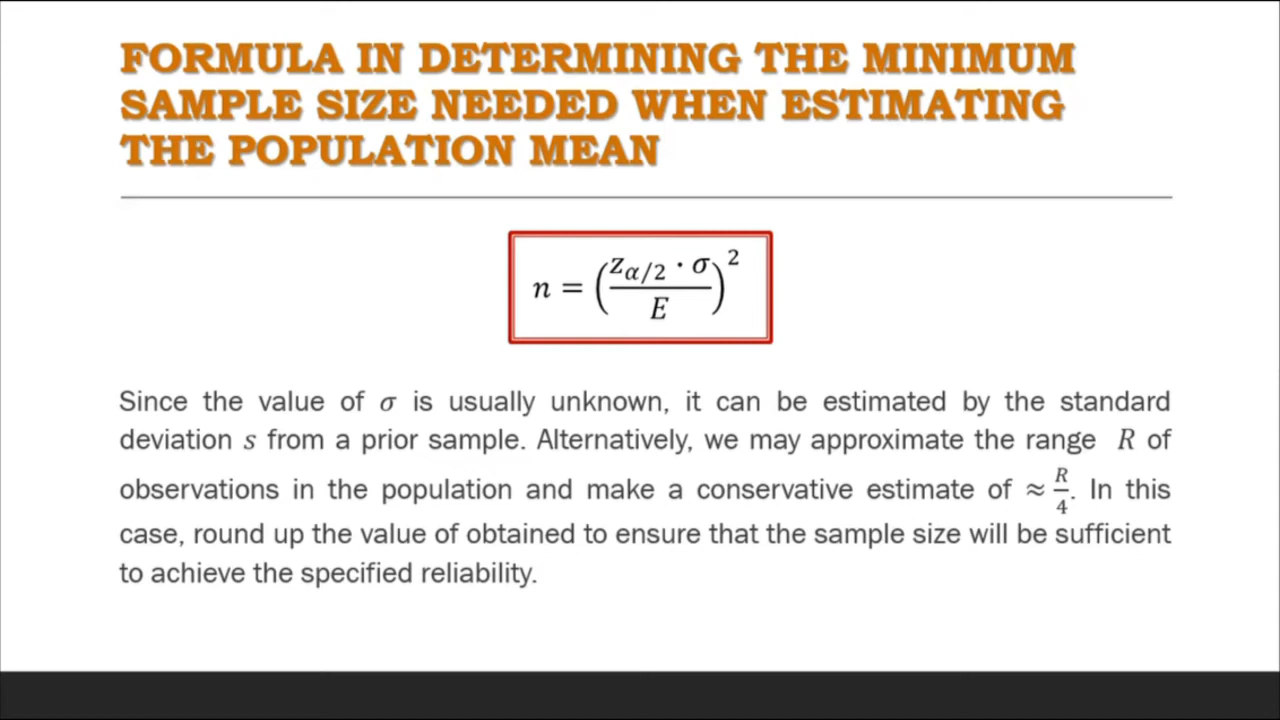 FORMULA IN DETERMINING THE MINIMUM
SAMPLE SIZE NEEDED WHEN ESTIMATING
THE POPULATION MEAN
n = (z_{α/2} · σ / E)^2
Since the value of σ is usually unknown, it can be estimated by the standard
deviation s from a prior sample. Alternatively, we may approximate the range R of
observations in the population and make a conservative estimate of ≈ R/4. In this
case, round up the value of obtained to ensure that the sample size will be sufficient
to achieve the specified reliability.